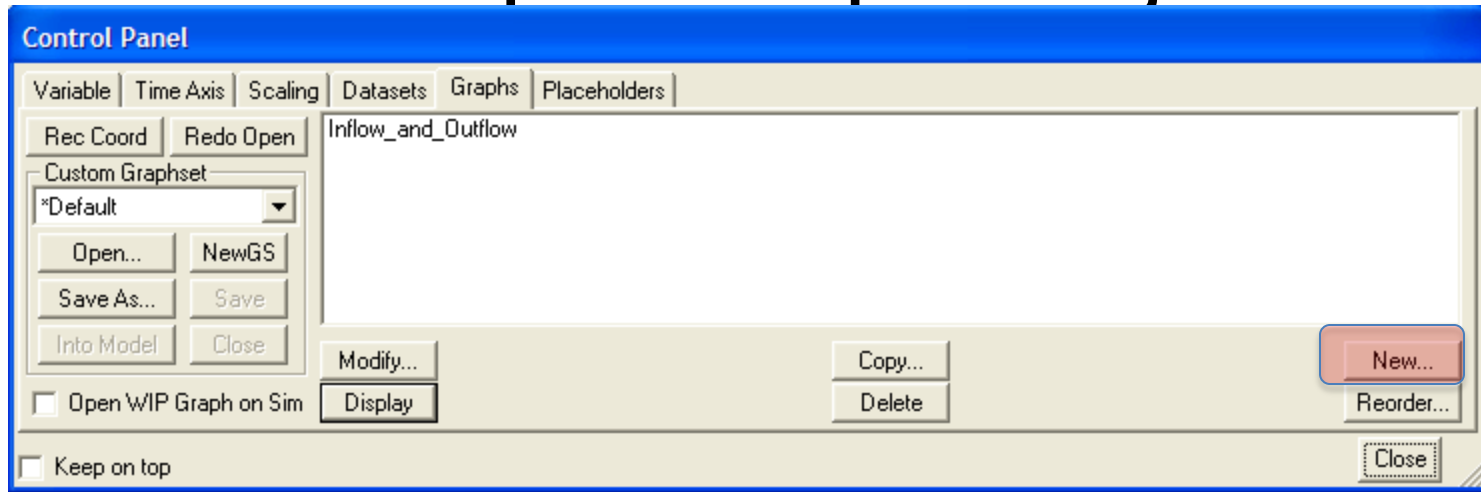 Control Panel
Variable Time Axis Scaling Datasets Graphs Placeholders
Rec Coord Redo Open
Inflow_and_Outflow
Custom Graphset
*Default
Open... NewGS
Save As... Save
Into Model Close
Modify... Copy... New...
Open WIP Graph on Sim Display Delete Reorder...
Keep on top Close